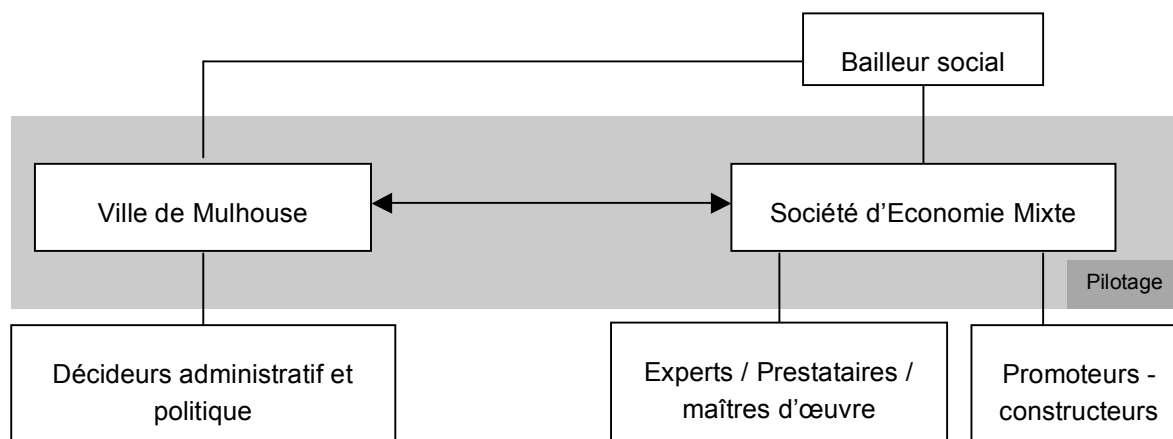 Bailleur social
Ville de Mulhouse
Société d’Economie Mixte
Pilotage
Décideurs administratif et
politique
Experts / Prestataires /
maîtres d’œuvre
Promoteurs -
constructeurs